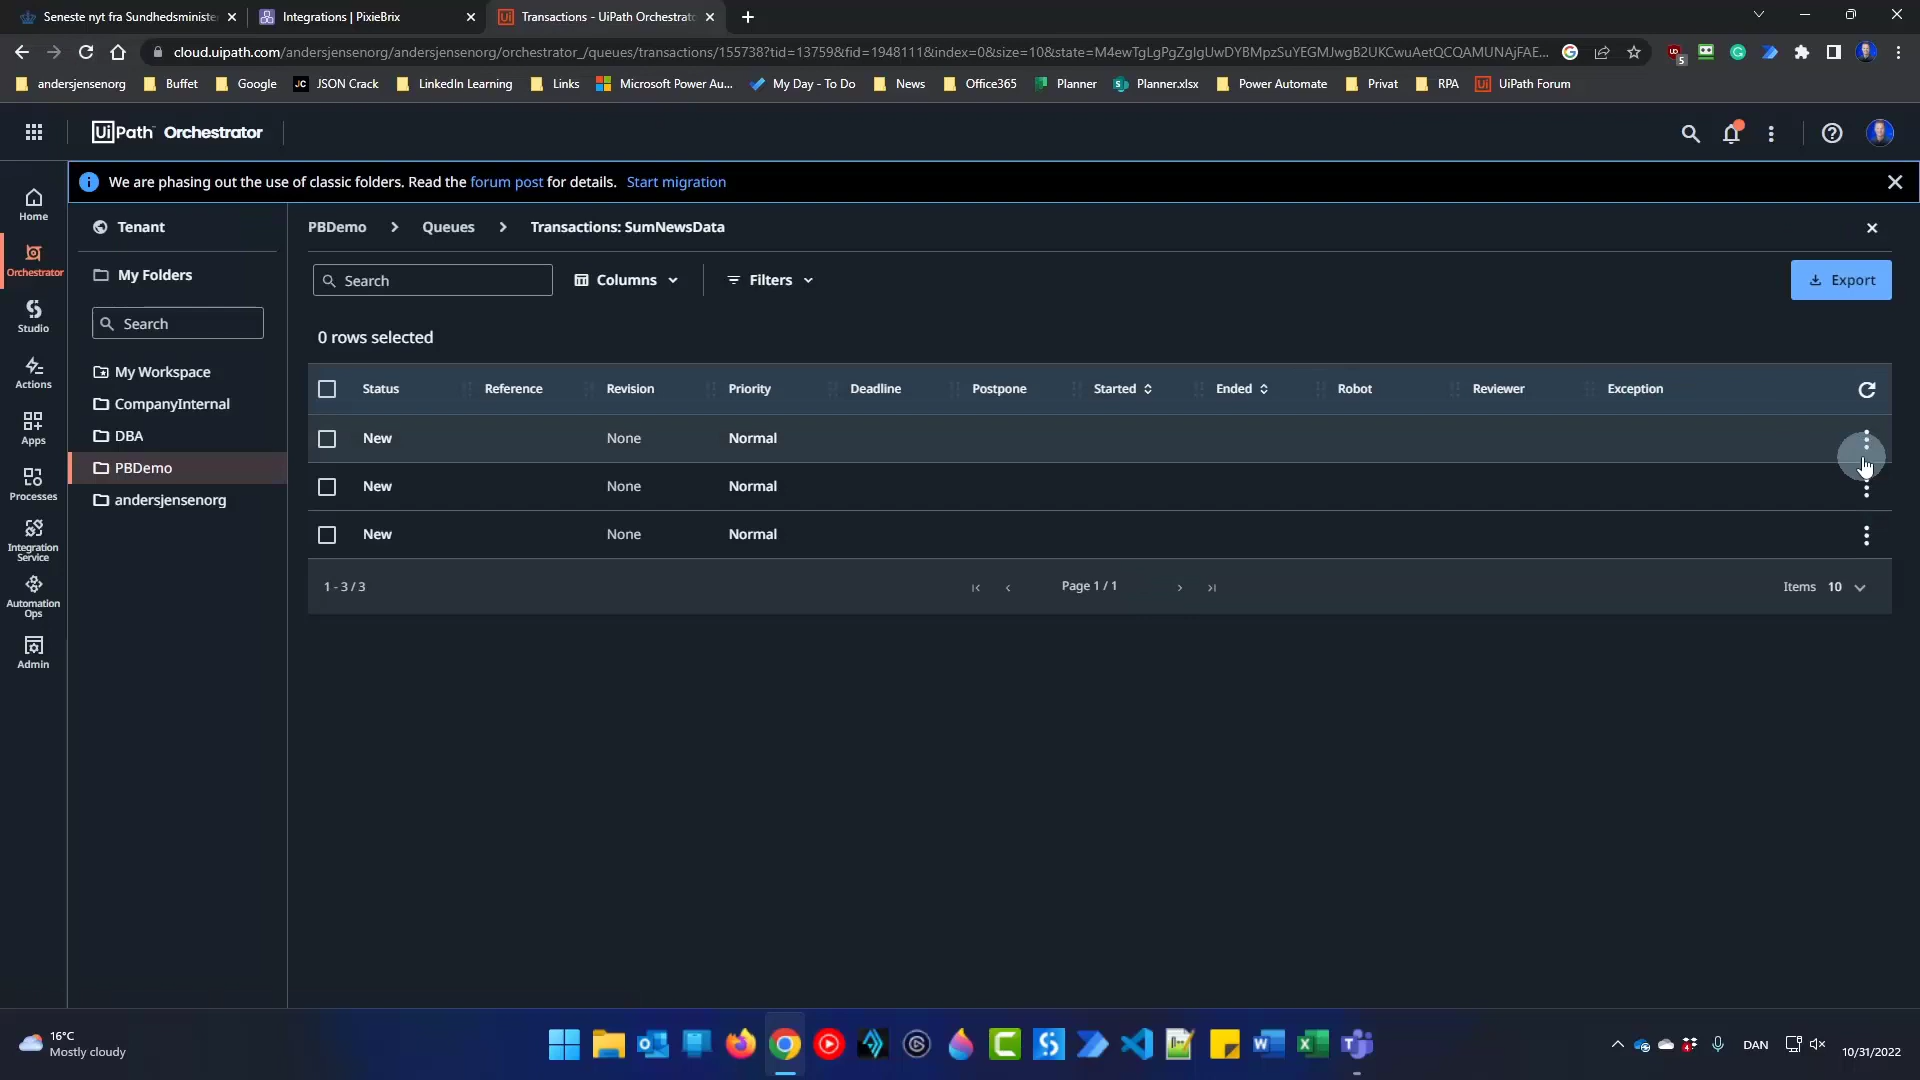 Seneste nyt fra Sundhedsminister
Integrations | PixieBrix
Transactions - UiPath Orchestrato
cloud.uipath.com/andersjensenorg/andersjensenorg/orchestrator_/queues/transactions/155738?tid=13759&fid=1948111&index=0&size=10&state=M4ewTgLgPgZgIgUwDYBMpzSuYEGMJwgB2UKCwuAetQCQAMUNAjFAE...
5
andersjensenorg
Buffet
Google
JC JSON Crack
LinkedIn Learning
Links
Microsoft Power Au...
My Day - To Do
News
Office365
Planner
Planner.xlsx
Power Automate
Privat
RPA
UiPath Forum
UiPath Orchestrator
We are phasing out the use of classic folders. Read the forum post for details. Start migration
Home
Orchestrator
Studio
Actions
Apps
Processes
Integration
Service
Automation
Ops
Admin
Tenant
My Folders
Search
My Workspace
CompanyInternal
DBA
PBDemo
andersjensenorg
PBDemo > Queues > Transactions: SumNewsData
Search
Columns
Filters
Export
0 rows selected
Status Reference Revision Priority Deadline Postpone Started Ended Robot Reviewer Exception
New None Normal
New None Normal
New None Normal
1 - 3 / 3
Page 1 / 1
Items 10
16°C
Mostly cloudy
DAN
10/31/2022